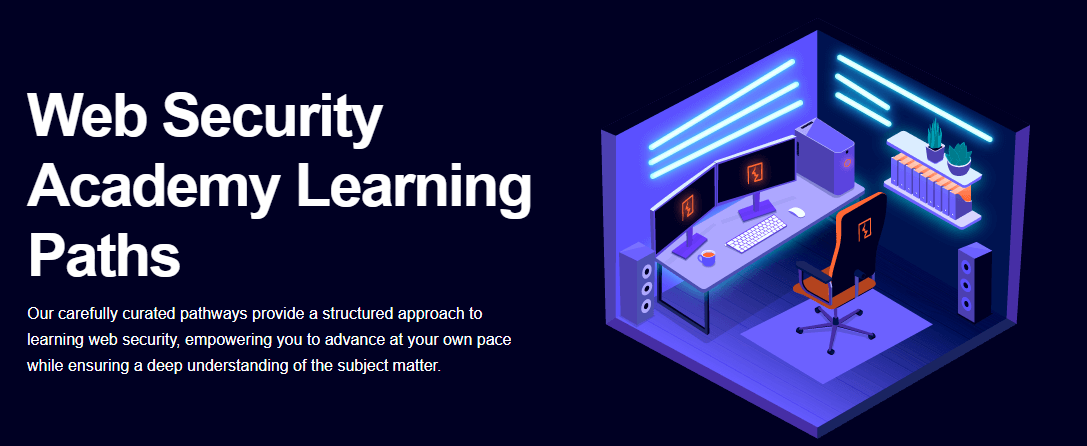 Web Security
Academy Learning
Paths
Our carefully curated pathways provide a structured approach to
learning web security, empowering you to advance at your own pace
while ensuring a deep understanding of the subject matter.